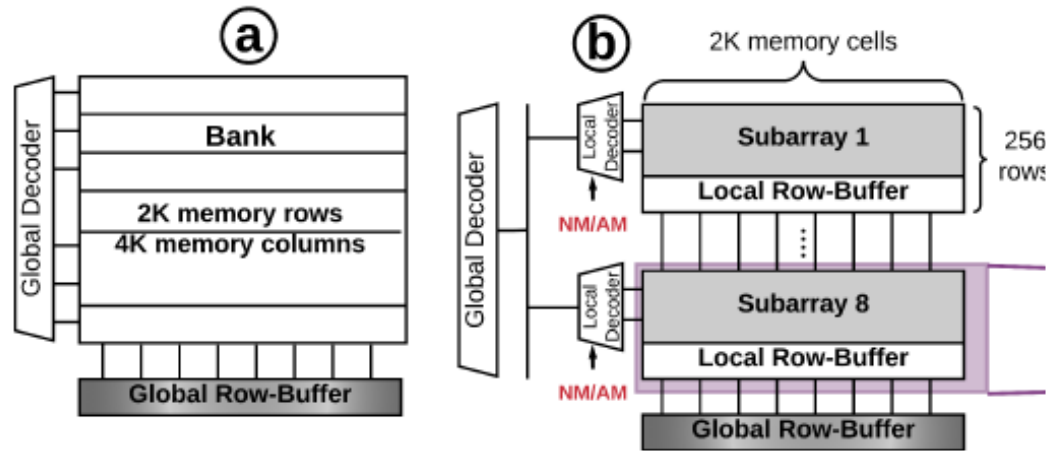 a
Global Decoder
Bank
2K memory rows
4K memory columns
Global Row-Buffer
b
2K memory cells
Global Decoder
Local
Decoder
NM/AM
Subarray 1
Local Row-Buffer
256
rows
Local
Decoder
NM/AM
Subarray 8
Local Row-Buffer
Global Row-Buffer